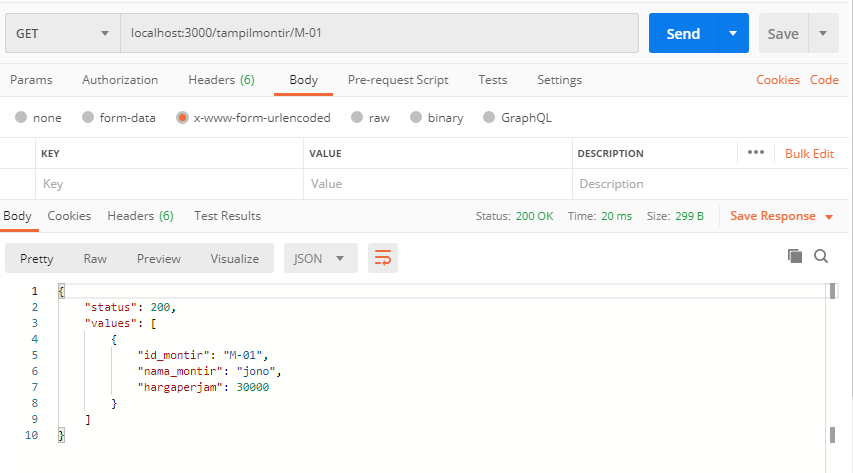 GET localhost:3000/tampilmontir/M-01 Send Save
Params Authorization Headers (6) Body Pre-request Script Tests Settings Cookies Code
none form-data x-www-form-urlencoded raw binary GraphQL
KEY VALUE DESCRIPTION ••• Bulk Edit
Key Value Description
Body Cookies Headers (6) Test Results Status: 200 OK Time: 20 ms Size: 299 B Save Response
Pretty Raw Preview Visualize JSON
1 {
2 "status": 200,
3 "values": [
4 {
5 "id_montir": "M-01",
6 "nama_montir": "jono",
7 "hargaperjam": 30000
8 }
9 ]
10 }